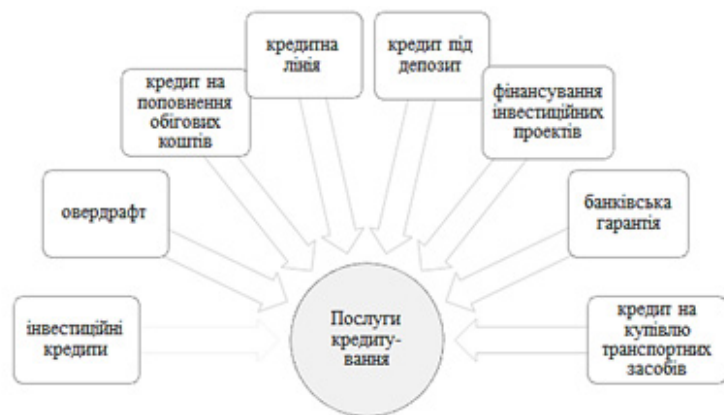 кредитна
лінія
кредит під
депозит
кредит на
поповнення
обігових
коштів
фінансування
інвестиційних
проектів
овердрафт
банківська
гарантія
інвестиційні
кредити
Послуги
кредиту-
вання
кредит на
купівлю
транспортних
засобів